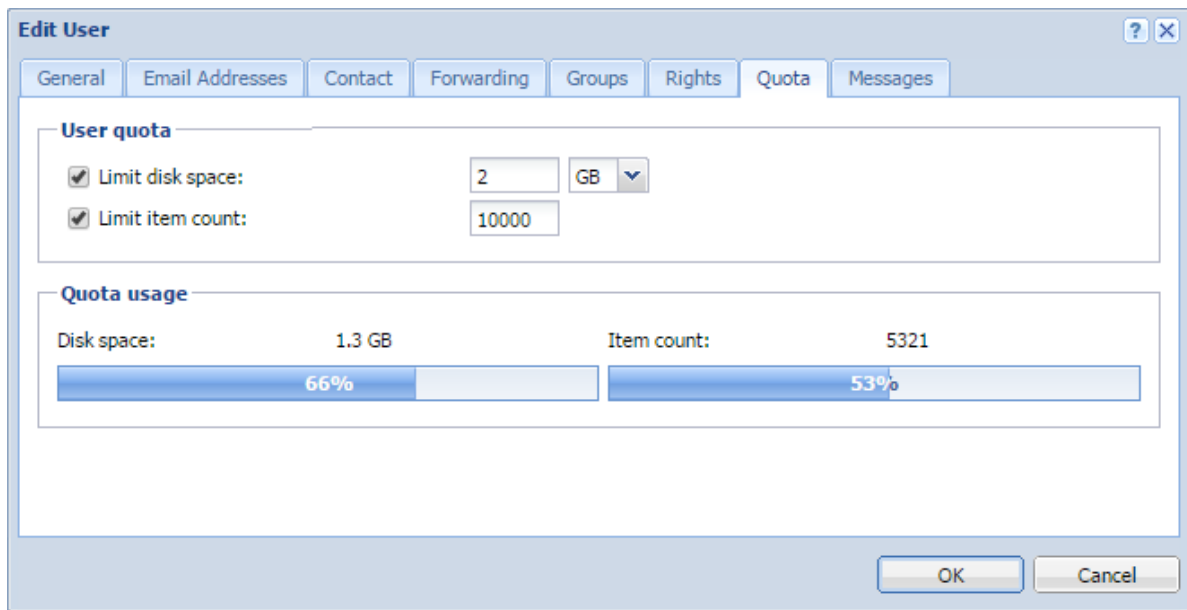 Edit User
?
General Email Addresses Contact Forwarding Groups Rights Quota Messages
User quota
Limit disk space: 2 GB
Limit item count: 10000
Quota usage
Disk space: 1.3 GB Item count: 5321
66% 53%
OK Cancel